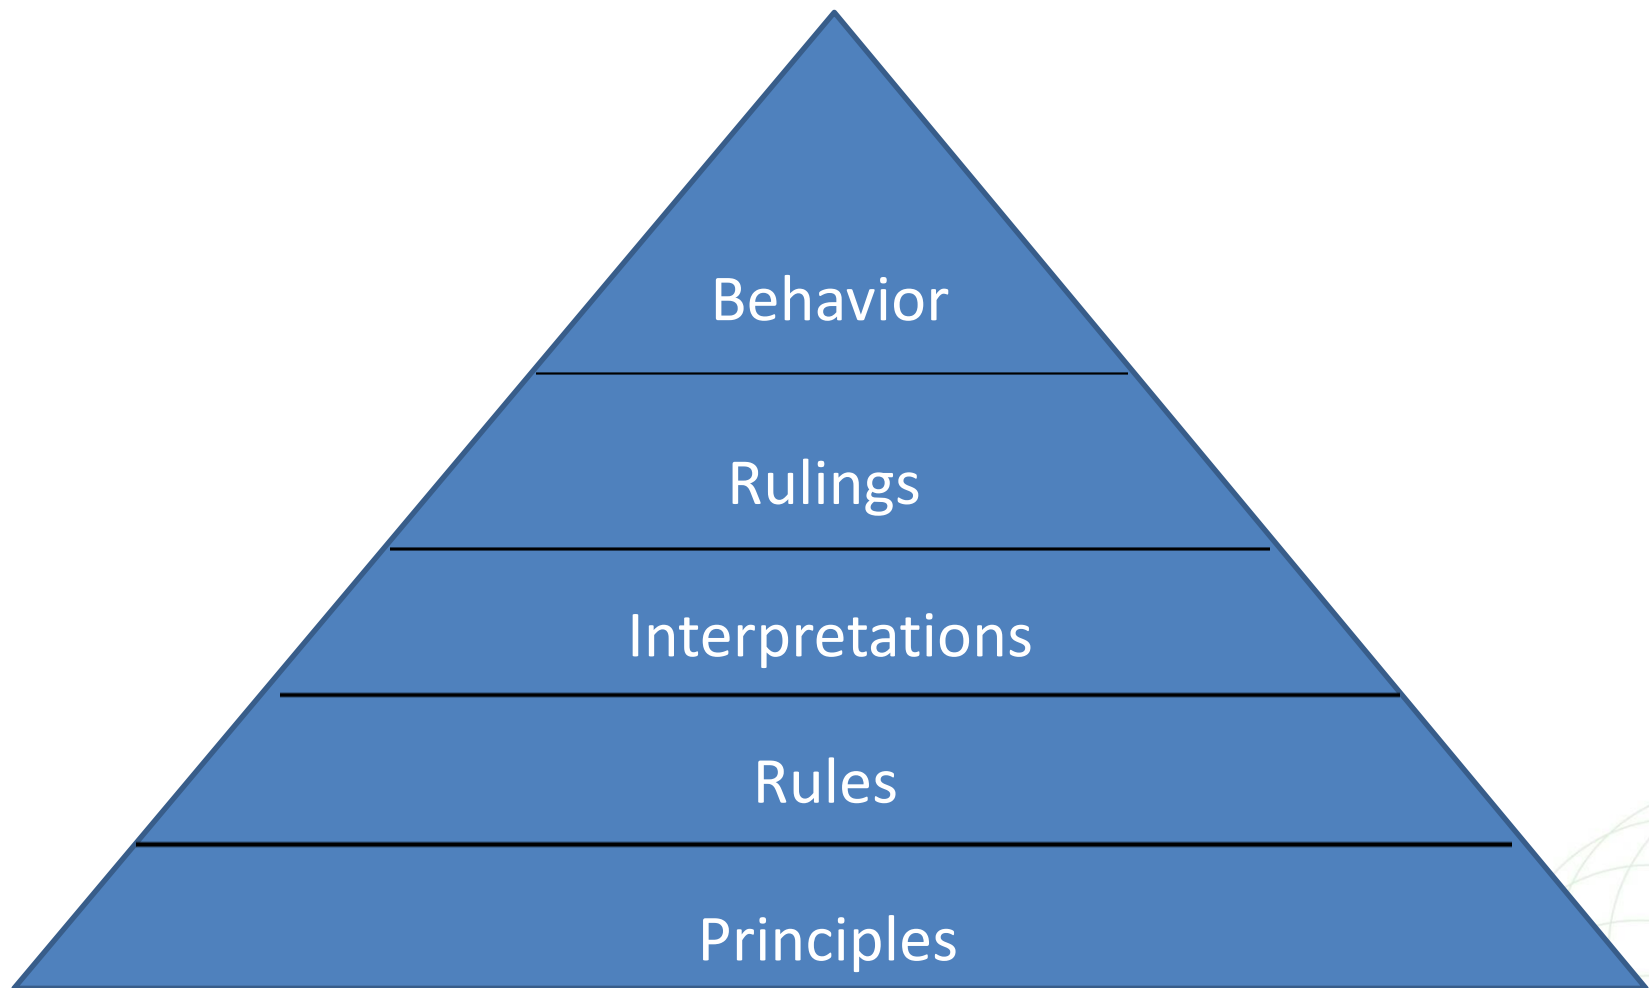 Behavior
Rulings
Interpretations
Rules
Principles